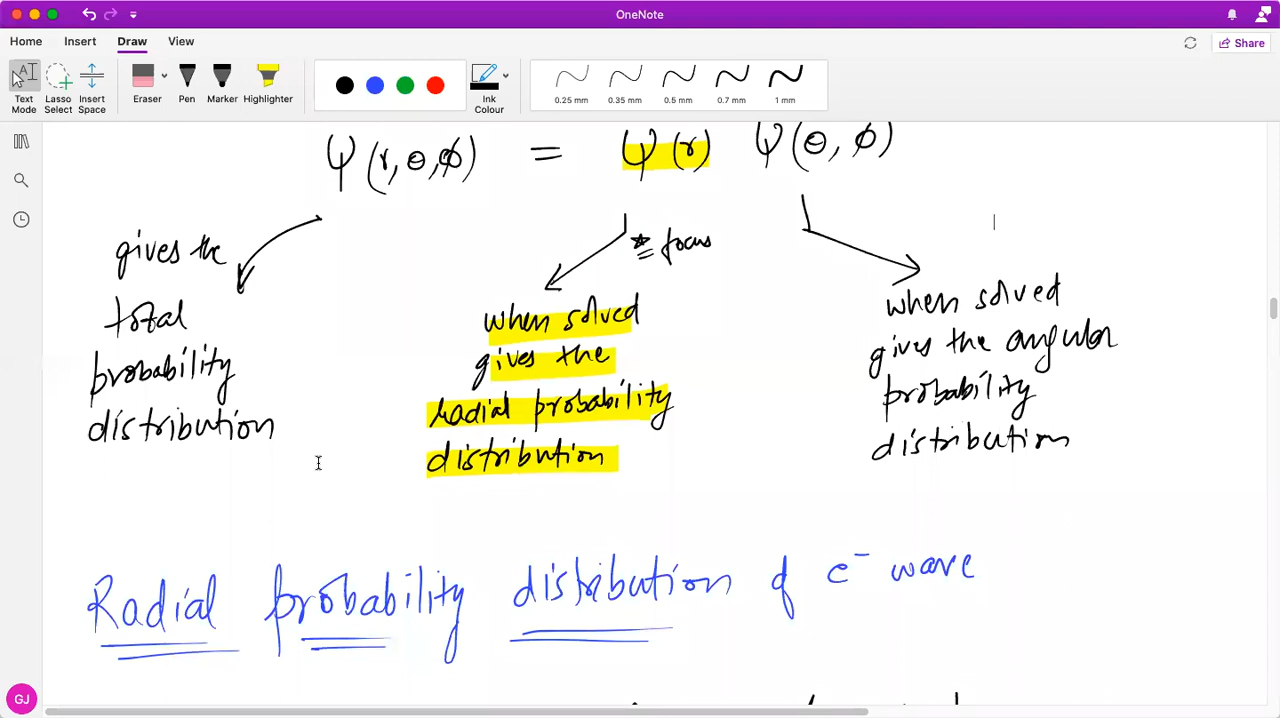 OneNote
Home Insert Draw View
Share
Text Mode
Lasso Select
Insert Space
Eraser
Pen
Marker
Highlighter
Ink Colour
0.25 mm
0.35 mm
0.5 mm
0.7 mm
1 mm
Ψ(r, θ, ϕ) = Ψ(r) Ψ(θ, ϕ)
gives the
total
probability
distribution
* focus
when solved
gives the
Radial probability
distribution
when solved
gives the angular
probability
distribution
Radial probability distribution of e⁻ wave
GJ